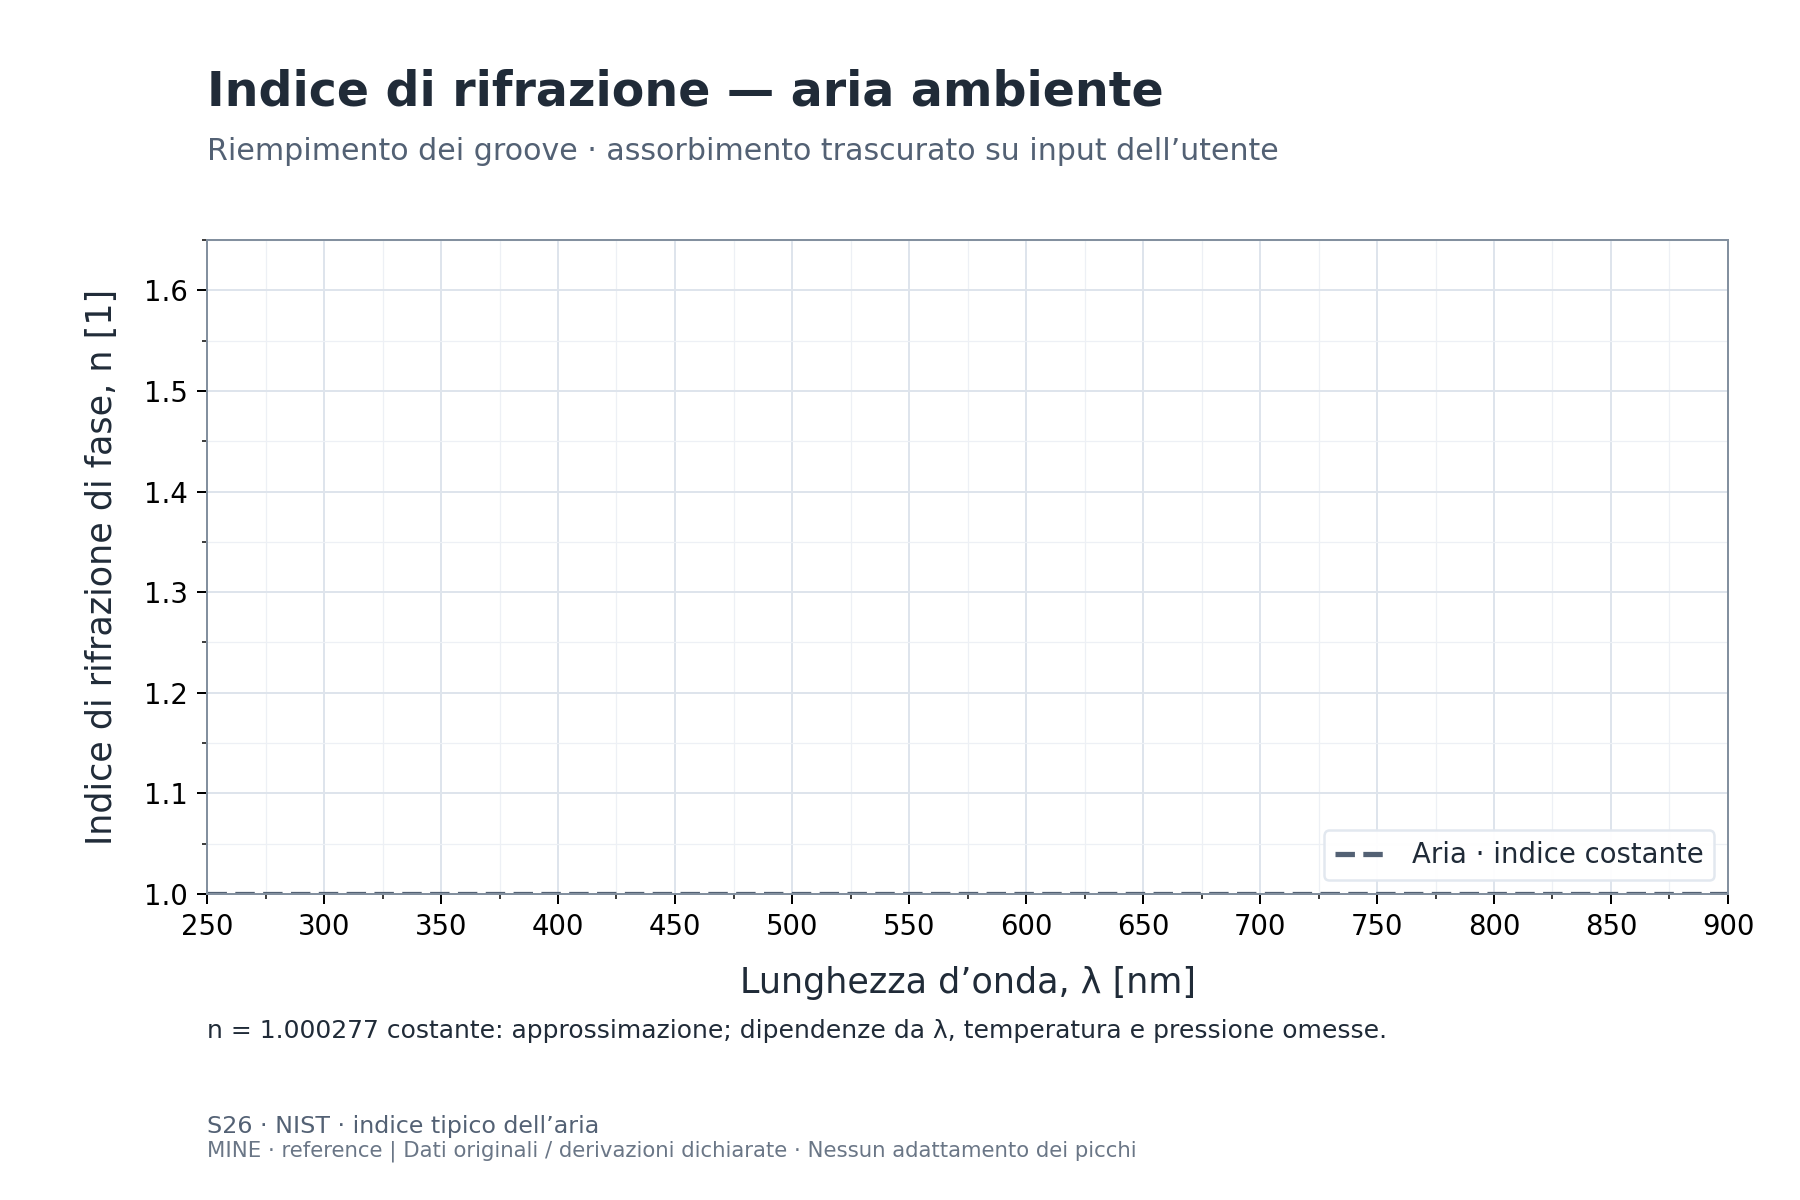 Indice di rifrazione — aria ambiente
Riempimento dei groove · assorbimento trascurato su input dell’utente
Indice di rifrazione di fase, n [1]
1.6
1.5
1.4
1.3
1.2
1.1
1.0
Aria · indice costante
250 300 350 400 450 500 550 600 650 700 750 800 850 900
Lunghezza d’onda, λ [nm]
n = 1.000277 costante: approssimazione; dipendenze da λ, temperatura e pressione omesse.
S26 · NIST · indice tipico dell’aria
MINE · reference | Dati originali / derivazioni dichiarate · Nessun adattamento dei picchi